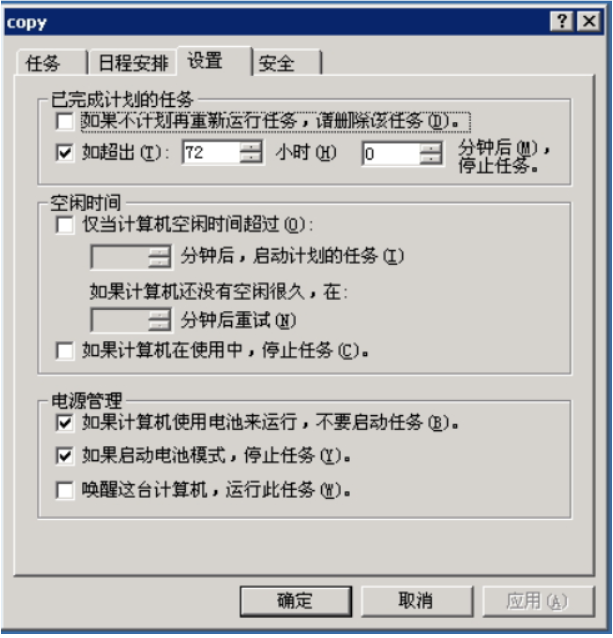 copy
任务 日程安排 设置 安全
已完成计划的任务
如果不计划再重新运行任务，请删除该任务(D)。
如超出(T): 72 小时(H) 0 分钟后(M)，
停止任务。
空闲时间
仅当计算机空闲时间超过(O):
分钟后，启动计划的任务(I)
如果计算机还没有空闲很久，在:
分钟后重试(N)
如果计算机在使用中，停止任务(C)。
电源管理
如果计算机使用电池来运行，不要启动任务(B)。
如果启动电池模式，停止任务(Y)。
唤醒这台计算机，运行此任务(W)。
确定 取消 应用(A)